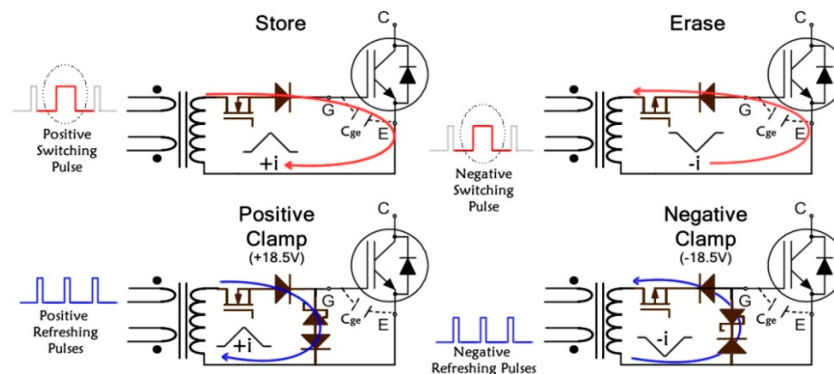 Store
C
G
Cge
E
+i
Positive
Switching
Pulse
Erase
C
G
Cge
E
-i
Negative
Switching
Pulse
Positive
Clamp
(+18.5V)
C
G
Cge
E
+i
Positive
Refreshing
Pulses
Negative
Clamp
(-18.5V)
C
G
Cge
E
-i
Negative
Refreshing Pulses